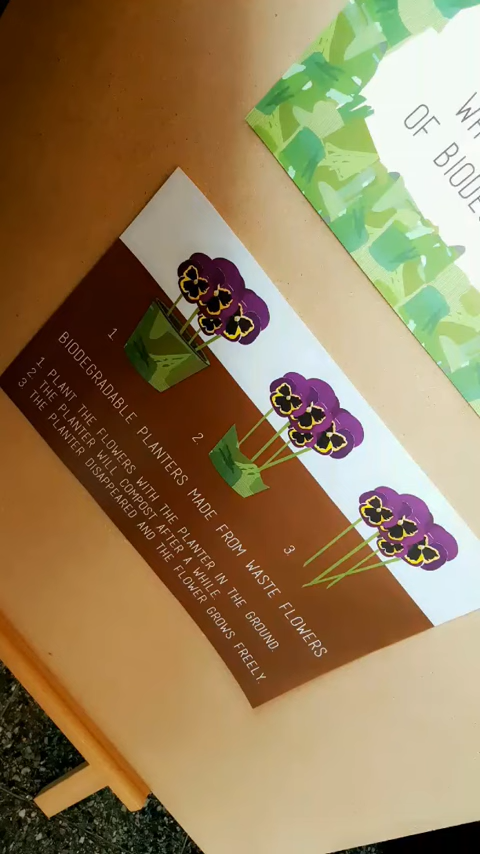 OF
1
2
3
BIODEGRADABLE PLANTERS MADE FROM WASTE FLOWERS
1 PLANT THE FLOWERS WITH THE PLANTER IN THE GROUND.
2 THE PLANTER WILL COMPOST AFTER A WHILE
3 THE PLANTER DISAPPEARED AND THE FLOWER GROWS FREELY.